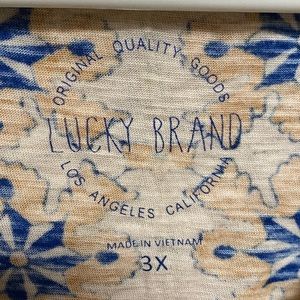 ORIGINAL QUALITY GOODS
LUCKY BRAND
LOS ANGELES CALIFORNIA
MADE IN VIETNAM
3X